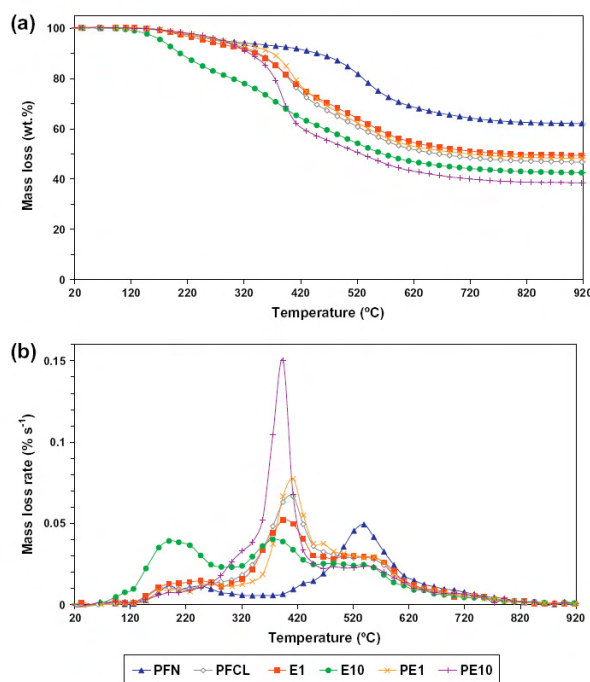 (a)
100
80
60
40
20
0
Mass loss (wt.%)
20 120 220 320 420 520 620 720 820 920
Temperature (ºC)
(b)
0.15
0.1
0.05
0
Mass loss rate (% s-1)
20 120 220 320 420 520 620 720 820 920
Temperature (ºC)
PFN PFCL E1 E10 PE1 PE10